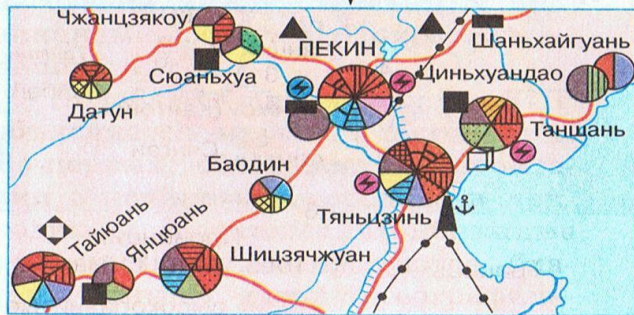 Чжанцзякоу
ПЕКИН
Шаньхайгуань
Сюаньхуа
Циньхуандао
Датун
Таншань
Баодин
Тяньцзинь
Тайюань
Янцюань
Шицзячжуан